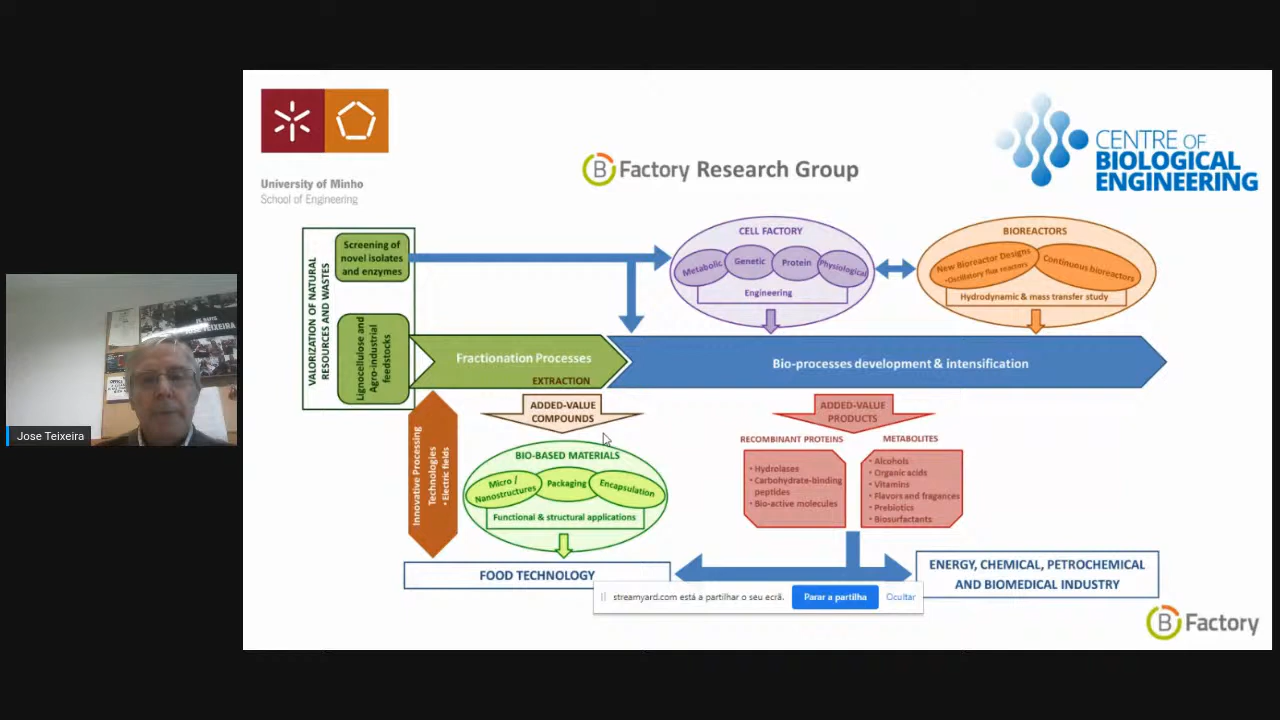 University of Minho
School of Engineering
B Factory Research Group
CENTRE OF
BIOLOGICAL
ENGINEERING
VALORIZATION OF NATURAL
RESOURCES AND WASTES
Screening of
novel isolates
and enzymes
Lignocellulose and
Agro-industrial
feedstocks
CELL FACTORY
Metabolic
Genetic
Protein
Physiological
Engineering
BIOREACTORS
New Bioreactor Designs
•Oscillatory flux reactors
Continuous bioreactors
Hydrodynamic & mass transfer study
Fractionation Processes
EXTRACTION
Bio-processes development & intensification
Innovative Processing
Technologies
• Electric fields
ADDED-VALUE
COMPOUNDS
BIO-BASED MATERIALS
Micro /
Nanostructures
Packaging
Encapsulation
Functional & structural applications
ADDED-VALUE
PRODUCTS
RECOMBINANT PROTEINS
• Hydrolases
• Carbohydrate-binding
peptides
• Bio-active molecules
METABOLITES
• Alcohols
• Organic acids
• Vitamins
• Flavors and fragances
• Prebiotics
• Biosurfactants
FOOD TECHNOLOGY
ENERGY, CHEMICAL, PETROCHEMICAL
AND BIOMEDICAL INDUSTRY
streamyard.com está a partilhar o seu ecrã.
Parar a partilha
Ocultar
B Factory
TEIXEIRA
Jose Teixeira